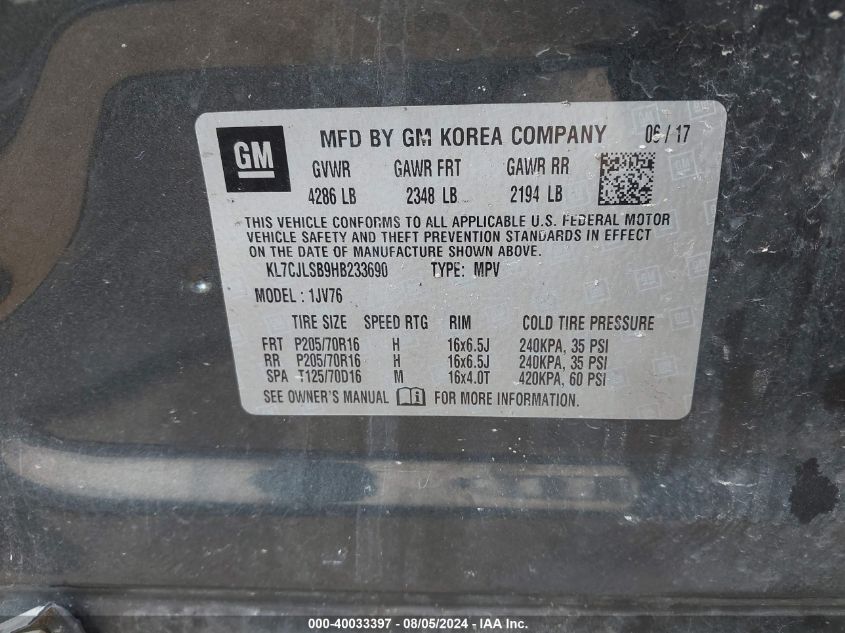 GM MFD BY GM KOREA COMPANY 06/17
GVWR GAWR FRT GAWR RR
4286 LB 2348 LB 2194 LB
THIS VEHICLE CONFORMS TO ALL APPLICABLE U.S. FEDERAL MOTOR
VEHICLE SAFETY AND THEFT PREVENTION STANDARDS IN EFFECT
ON THE DATE OF MANUFACTURE SHOWN ABOVE.
KL7CJLSB9HB233690 TYPE: MPV
MODEL : 1JV76
TIRE SIZE SPEED RTG RIM COLD TIRE PRESSURE
FRT P205/70R16 H 16x6.5J 240KPA, 35 PSI
RR P205/70R16 H 16x6.5J 240KPA, 35 PSI
SPA T125/70D16 M 16x4.0T 420KPA, 60 PSI
SEE OWNER'S MANUAL i FOR MORE INFORMATION.
000-40033397 - 08/05/2024 - IAA Inc.